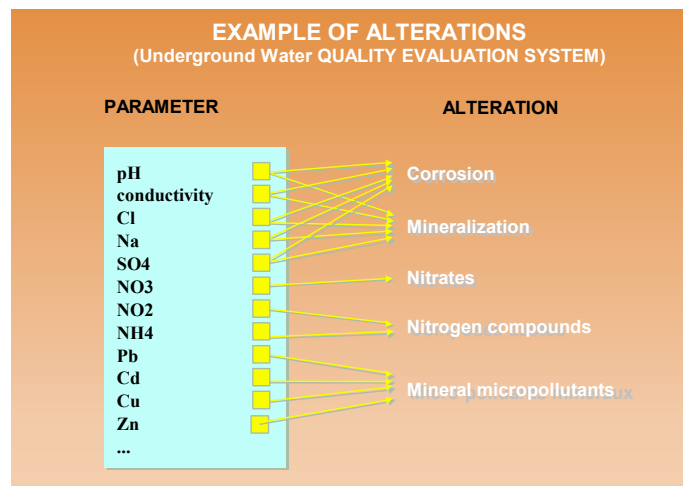 EXAMPLE OF ALTERATIONS
(Underground Water QUALITY EVALUATION SYSTEM)
PARAMETER
ALTERATION
pH
conductivity
Cl
Na
SO4
NO3
NO2
NH4
Pb
Cd
Cu
Zn
...
Corrosion
Mineralization
Nitrates
Nitrogen compounds
Mineral micropollutants